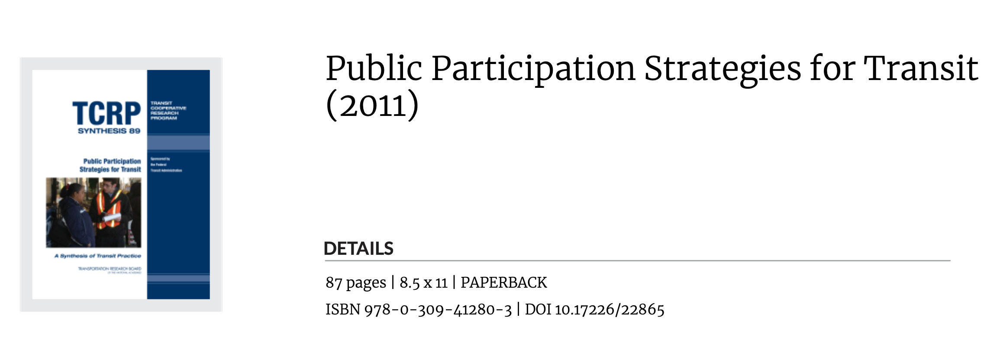 Public Participation Strategies for Transit
(2011)
TCRP
SYNTHESIS 89
TRANSIT
COOPERATIVE
RESEARCH
PROGRAM
Public Participation
Strategies for Transit
Sponsored by
the Federal
Transit Administration
A Synthesis of Transit Practice
TRANSPORTATION RESEARCH BOARD
OF THE NATIONAL ACADEMIES
DETAILS
87 pages | 8.5 x 11 | PAPERBACK
ISBN 978-0-309-41280-3 | DOI 10.17226/22865